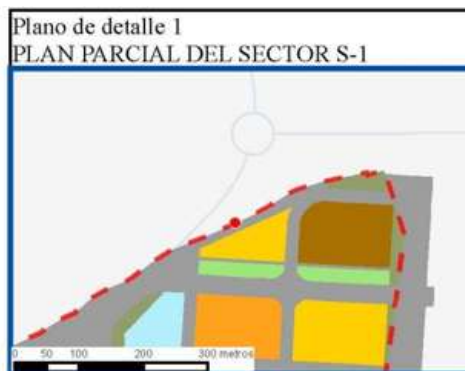 Plano de detalle 1
PLAN PARCIAL DEL SECTOR S-1
0 50 100 200 300 metros